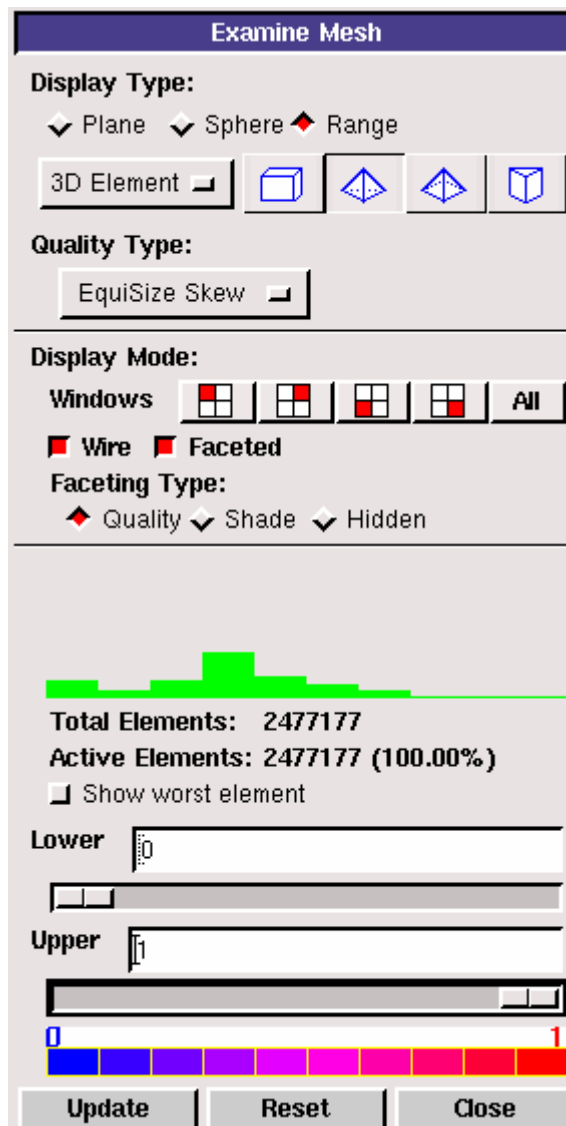 Examine Mesh
Display Type:
Plane Sphere Range
3D Element
Quality Type:
EquiSize Skew
Display Mode:
Windows All
Wire Faceted
Faceting Type:
Quality Shade Hidden
Total Elements: 2477177
Active Elements: 2477177 (100.00%)
Show worst element
Lower 0
Upper 1
0 1
Update Reset Close